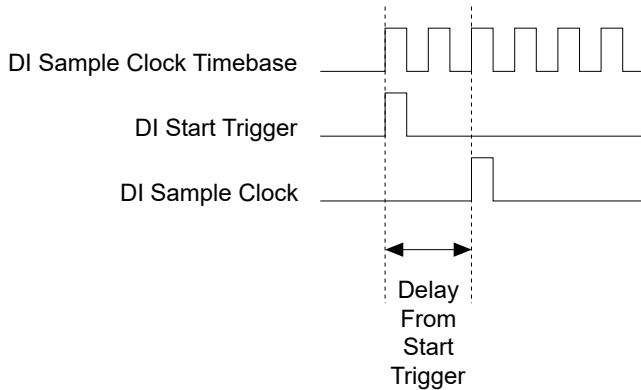 DI Sample Clock Timebase
DI Start Trigger
DI Sample Clock
Delay
From
Start
Trigger